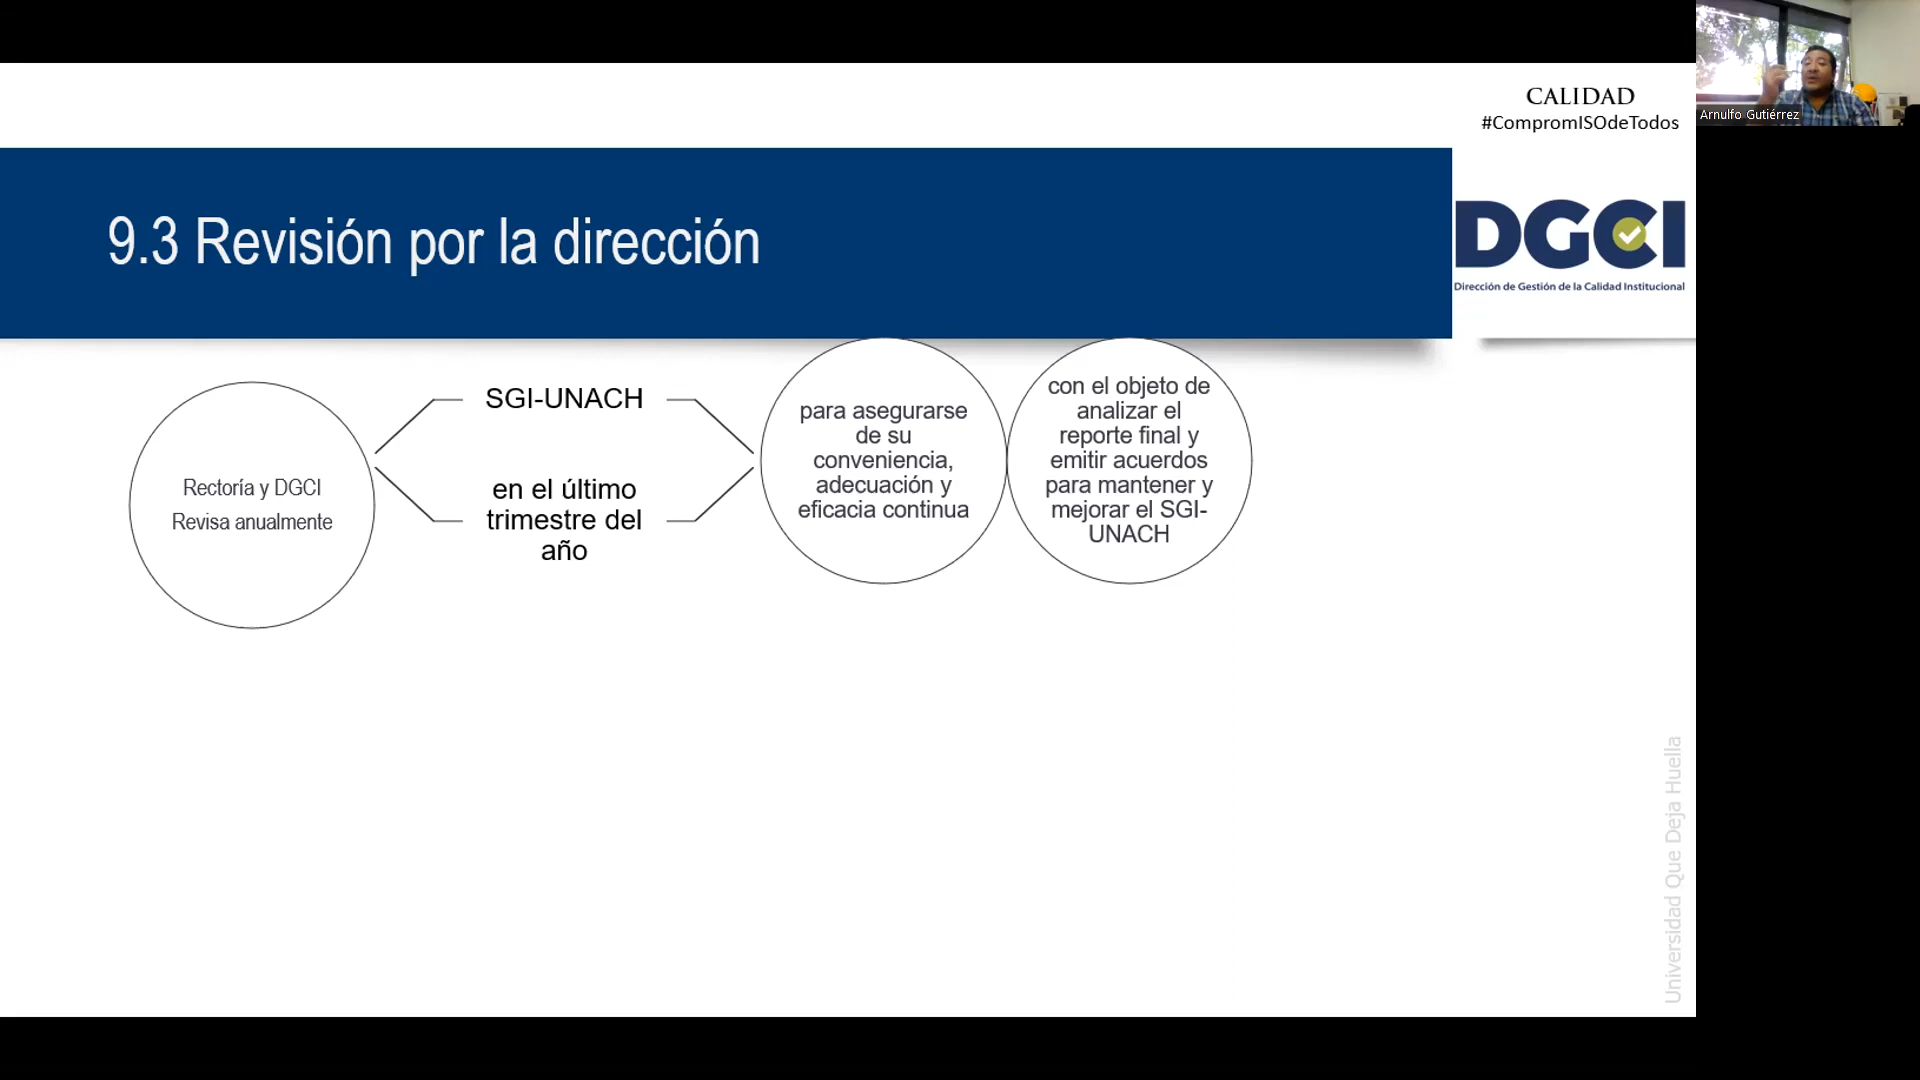 CALIDAD
#CompromISOdeTodos
Arnulfo Gutiérrez
9.3 Revisión por la dirección
DGCI
Dirección de Gestión de la Calidad Institucional
Rectoría y DGCI
Revisa anualmente
SGI-UNACH
en el último
trimestre del
año
para asegurarse
de su
conveniencia,
adecuación y
eficacia continua
con el objeto de
analizar el
reporte final y
emitir acuerdos
para mantener y
mejorar el SGI-
UNACH
Universidad Que Deja Huella